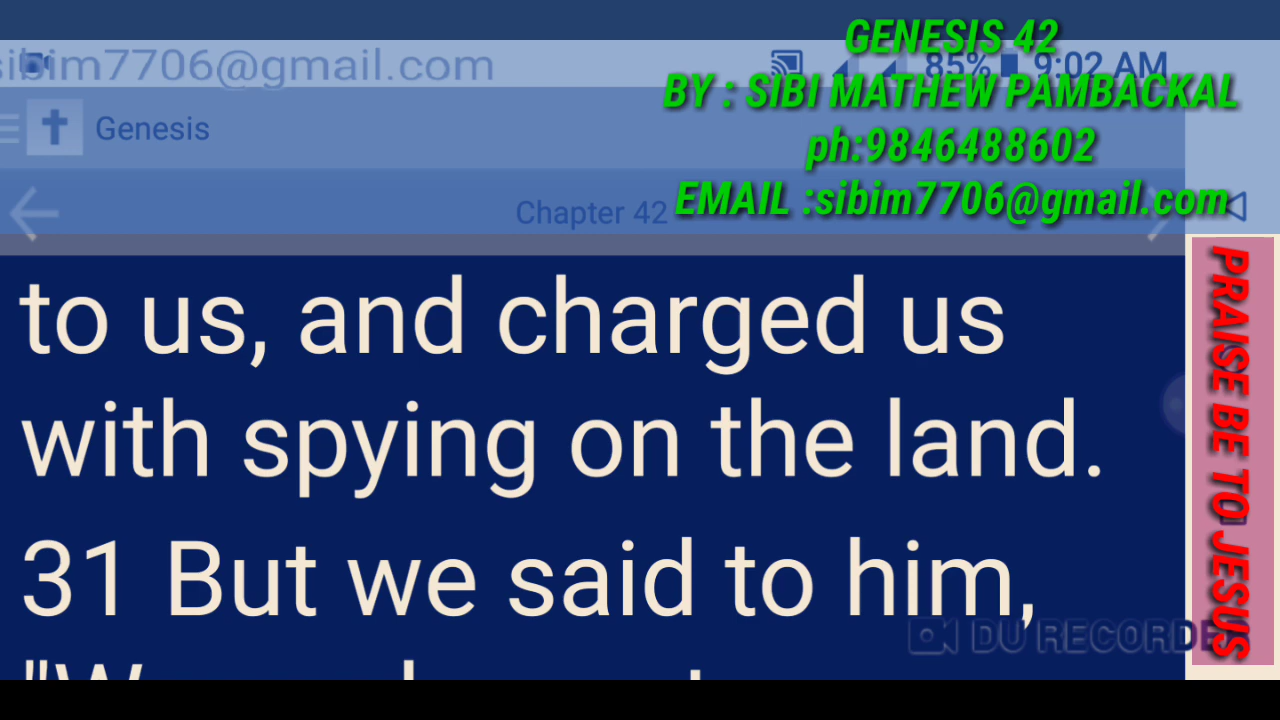 GENESIS 42
sibim7706@gmail.com
85% 9:02 AM
BY : SIBI MATHEW PAMBACKAL
Genesis
ph:9846488602
EMAIL :sibim7706@gmail.com
Chapter 42
to us, and charged us
with spying on the land.
31 But we said to him,
PRAISE BE TO JESUS
DU RECORDE